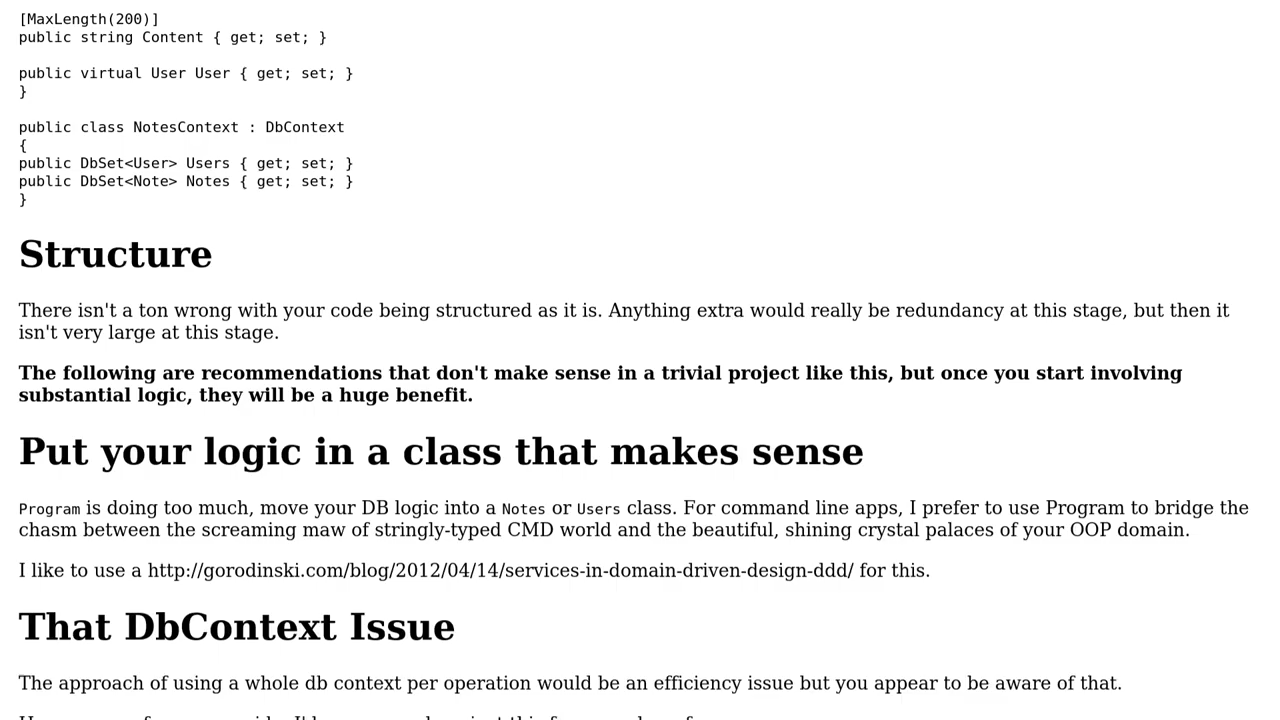 [MaxLength(200)]
public string Content { get; set; }
public virtual User User { get; set; }
}
public class NotesContext : DbContext
{
public DbSet<User> Users { get; set; }
public DbSet<Note> Notes { get; set; }
}
Structure
There isn't a ton wrong with your code being structured as it is. Anything extra would really be redundancy at this stage, but then it
isn't very large at this stage.
The following are recommendations that don't make sense in a trivial project like this, but once you start involving
substantial logic, they will be a huge benefit.
Put your logic in a class that makes sense
Program is doing too much, move your DB logic into a Notes or Users class. For command line apps, I prefer to use Program to bridge the
chasm between the screaming maw of stringly-typed CMD world and the beautiful, shining crystal palaces of your OOP domain.
I like to use a http://gorodinski.com/blog/2012/04/14/services-in-domain-driven-design-ddd/ for this.
That DbContext Issue
The approach of using a whole db context per operation would be an efficiency issue but you appear to be aware of that.